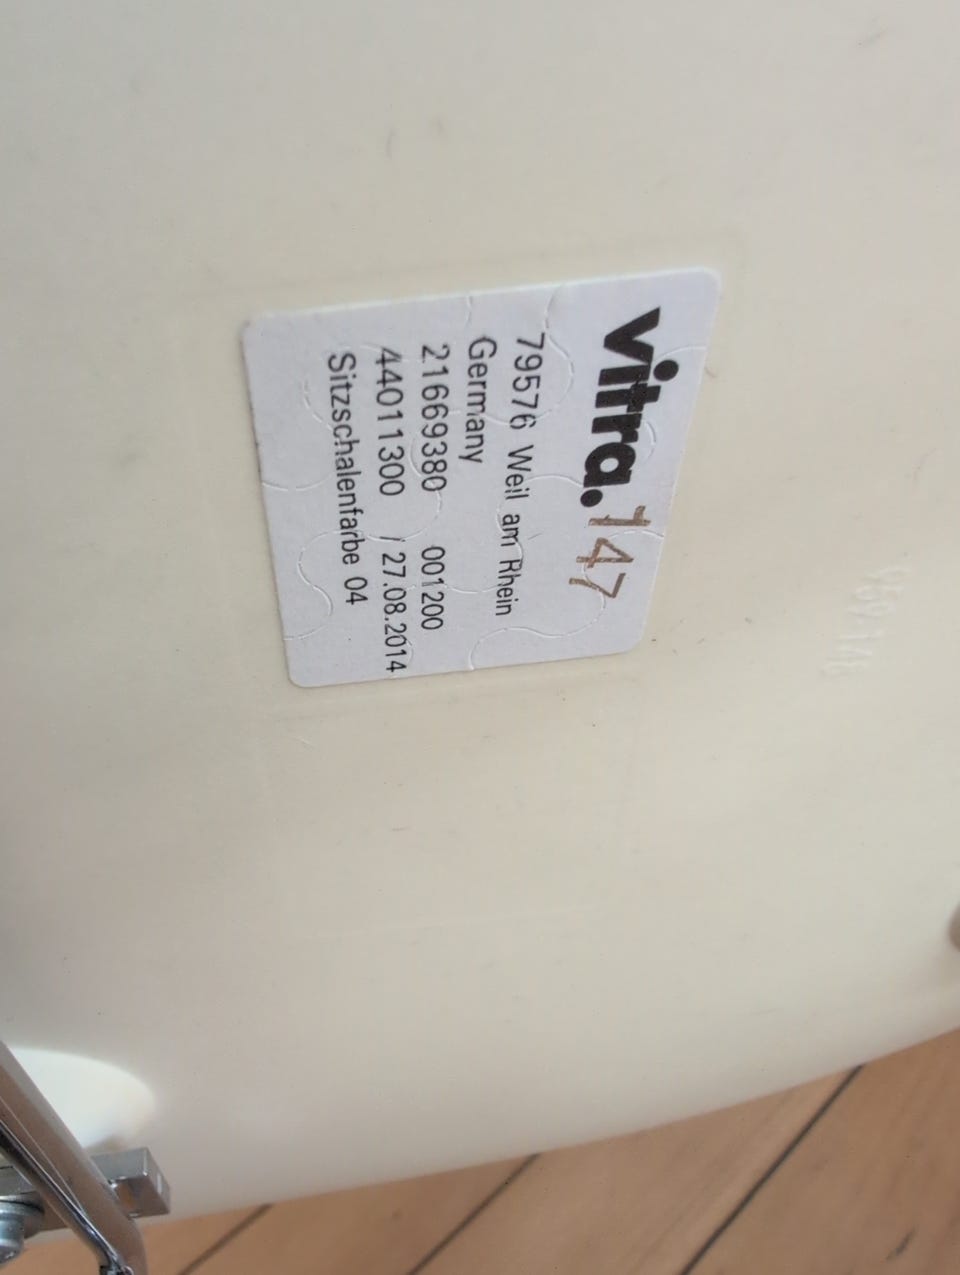 vitra. 147
79576 Weil am Rhein
Germany
21669380 001200
44011300 / 27.08.2014
Sitzschalenfarbe 04